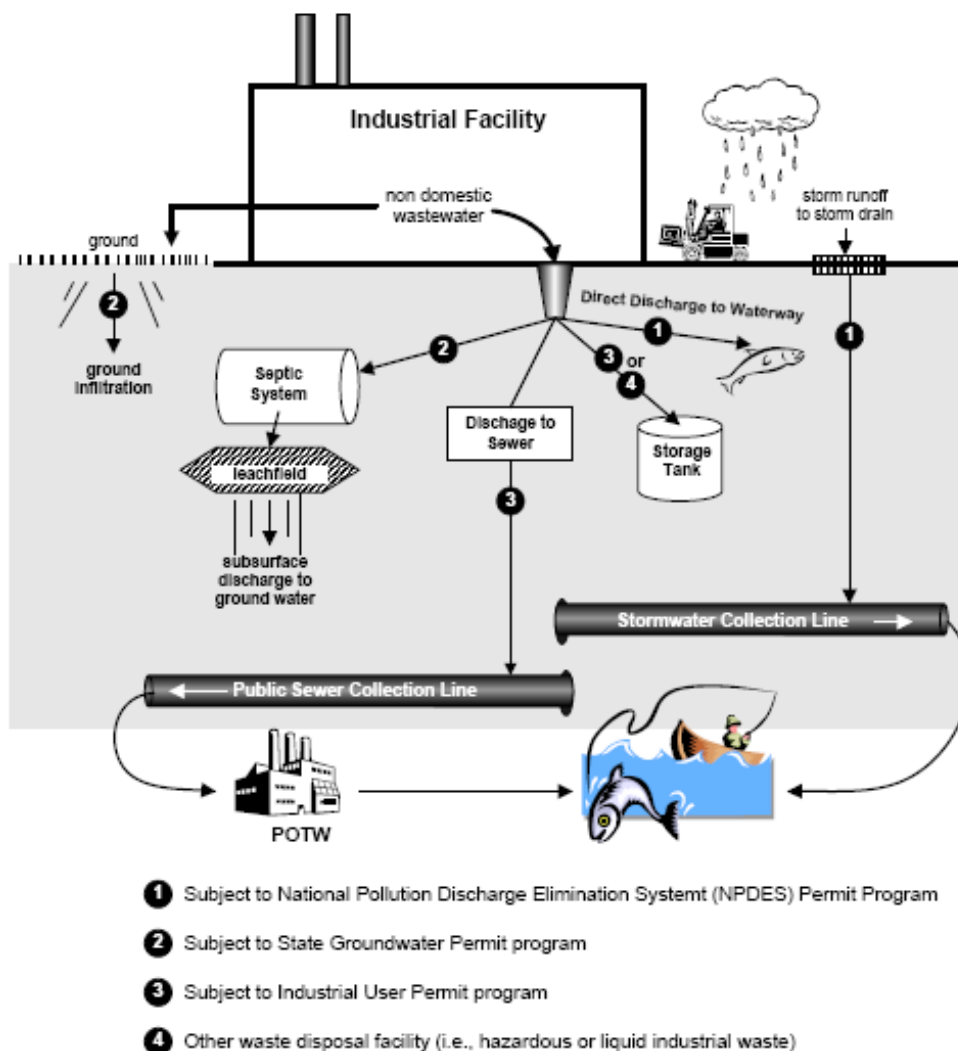 Industrial Facility
non domestic
wastewater
storm runoff
to storm drain
ground
2
ground
infiltration
Direct Discharge to Waterway
1
1
2
3 or
4
Septic
System
leachfield
subsurface
discharge to
ground water
Dischage to
Sewer
3
Storage
Tank
Stormwater Collection Line
Public Sewer Collection Line
POTW
1 Subject to National Pollution Discharge Elimination Systemt (NPDES) Permit Program
2 Subject to State Groundwater Permit program
3 Subject to Industrial User Permit program
4 Other waste disposal facility (i.e., hazardous or liquid industrial waste)